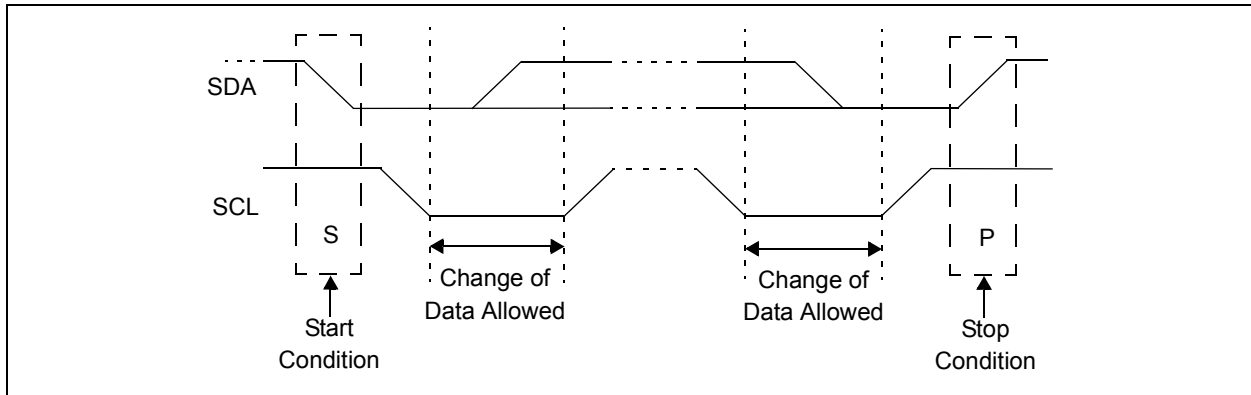 SDA
SCL
S
P
Change of
Data Allowed
Change of
Data Allowed
Start
Condition
Stop
Condition